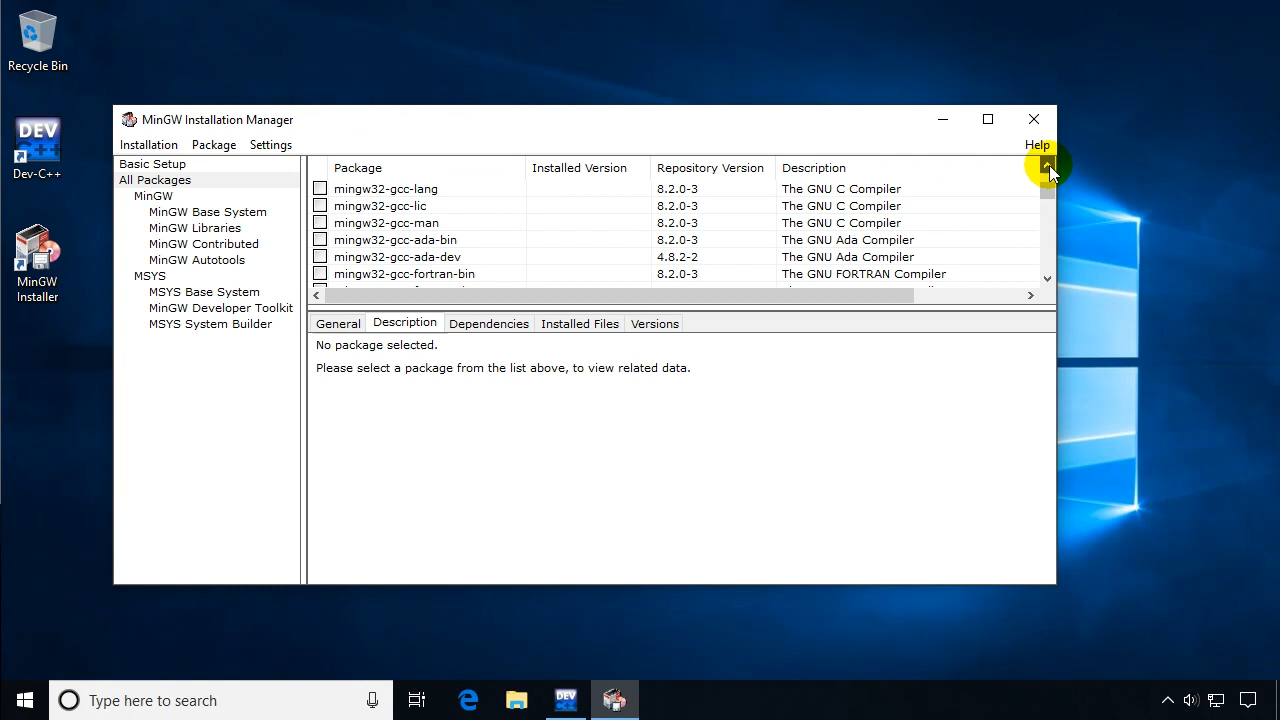 Recycle Bin
DEV
C++
Dev-C++
MinGW
Installer
MinGW Installation Manager
Installation Package Settings Help
Basic Setup
All Packages
MinGW
MinGW Base System
MinGW Libraries
MinGW Contributed
MinGW Autotools
MSYS
MSYS Base System
MinGW Developer Toolkit
MSYS System Builder
Package Installed Version Repository Version Description
mingw32-gcc-lang 8.2.0-3 The GNU C Compiler
mingw32-gcc-lic 8.2.0-3 The GNU C Compiler
mingw32-gcc-man 8.2.0-3 The GNU C Compiler
mingw32-gcc-ada-bin 8.2.0-3 The GNU Ada Compiler
mingw32-gcc-ada-dev 4.8.2-2 The GNU Ada Compiler
mingw32-gcc-fortran-bin 8.2.0-3 The GNU FORTRAN Compiler
General Description Dependencies Installed Files Versions
No package selected.
Please select a package from the list above, to view related data.
Type here to search
DEV
C++